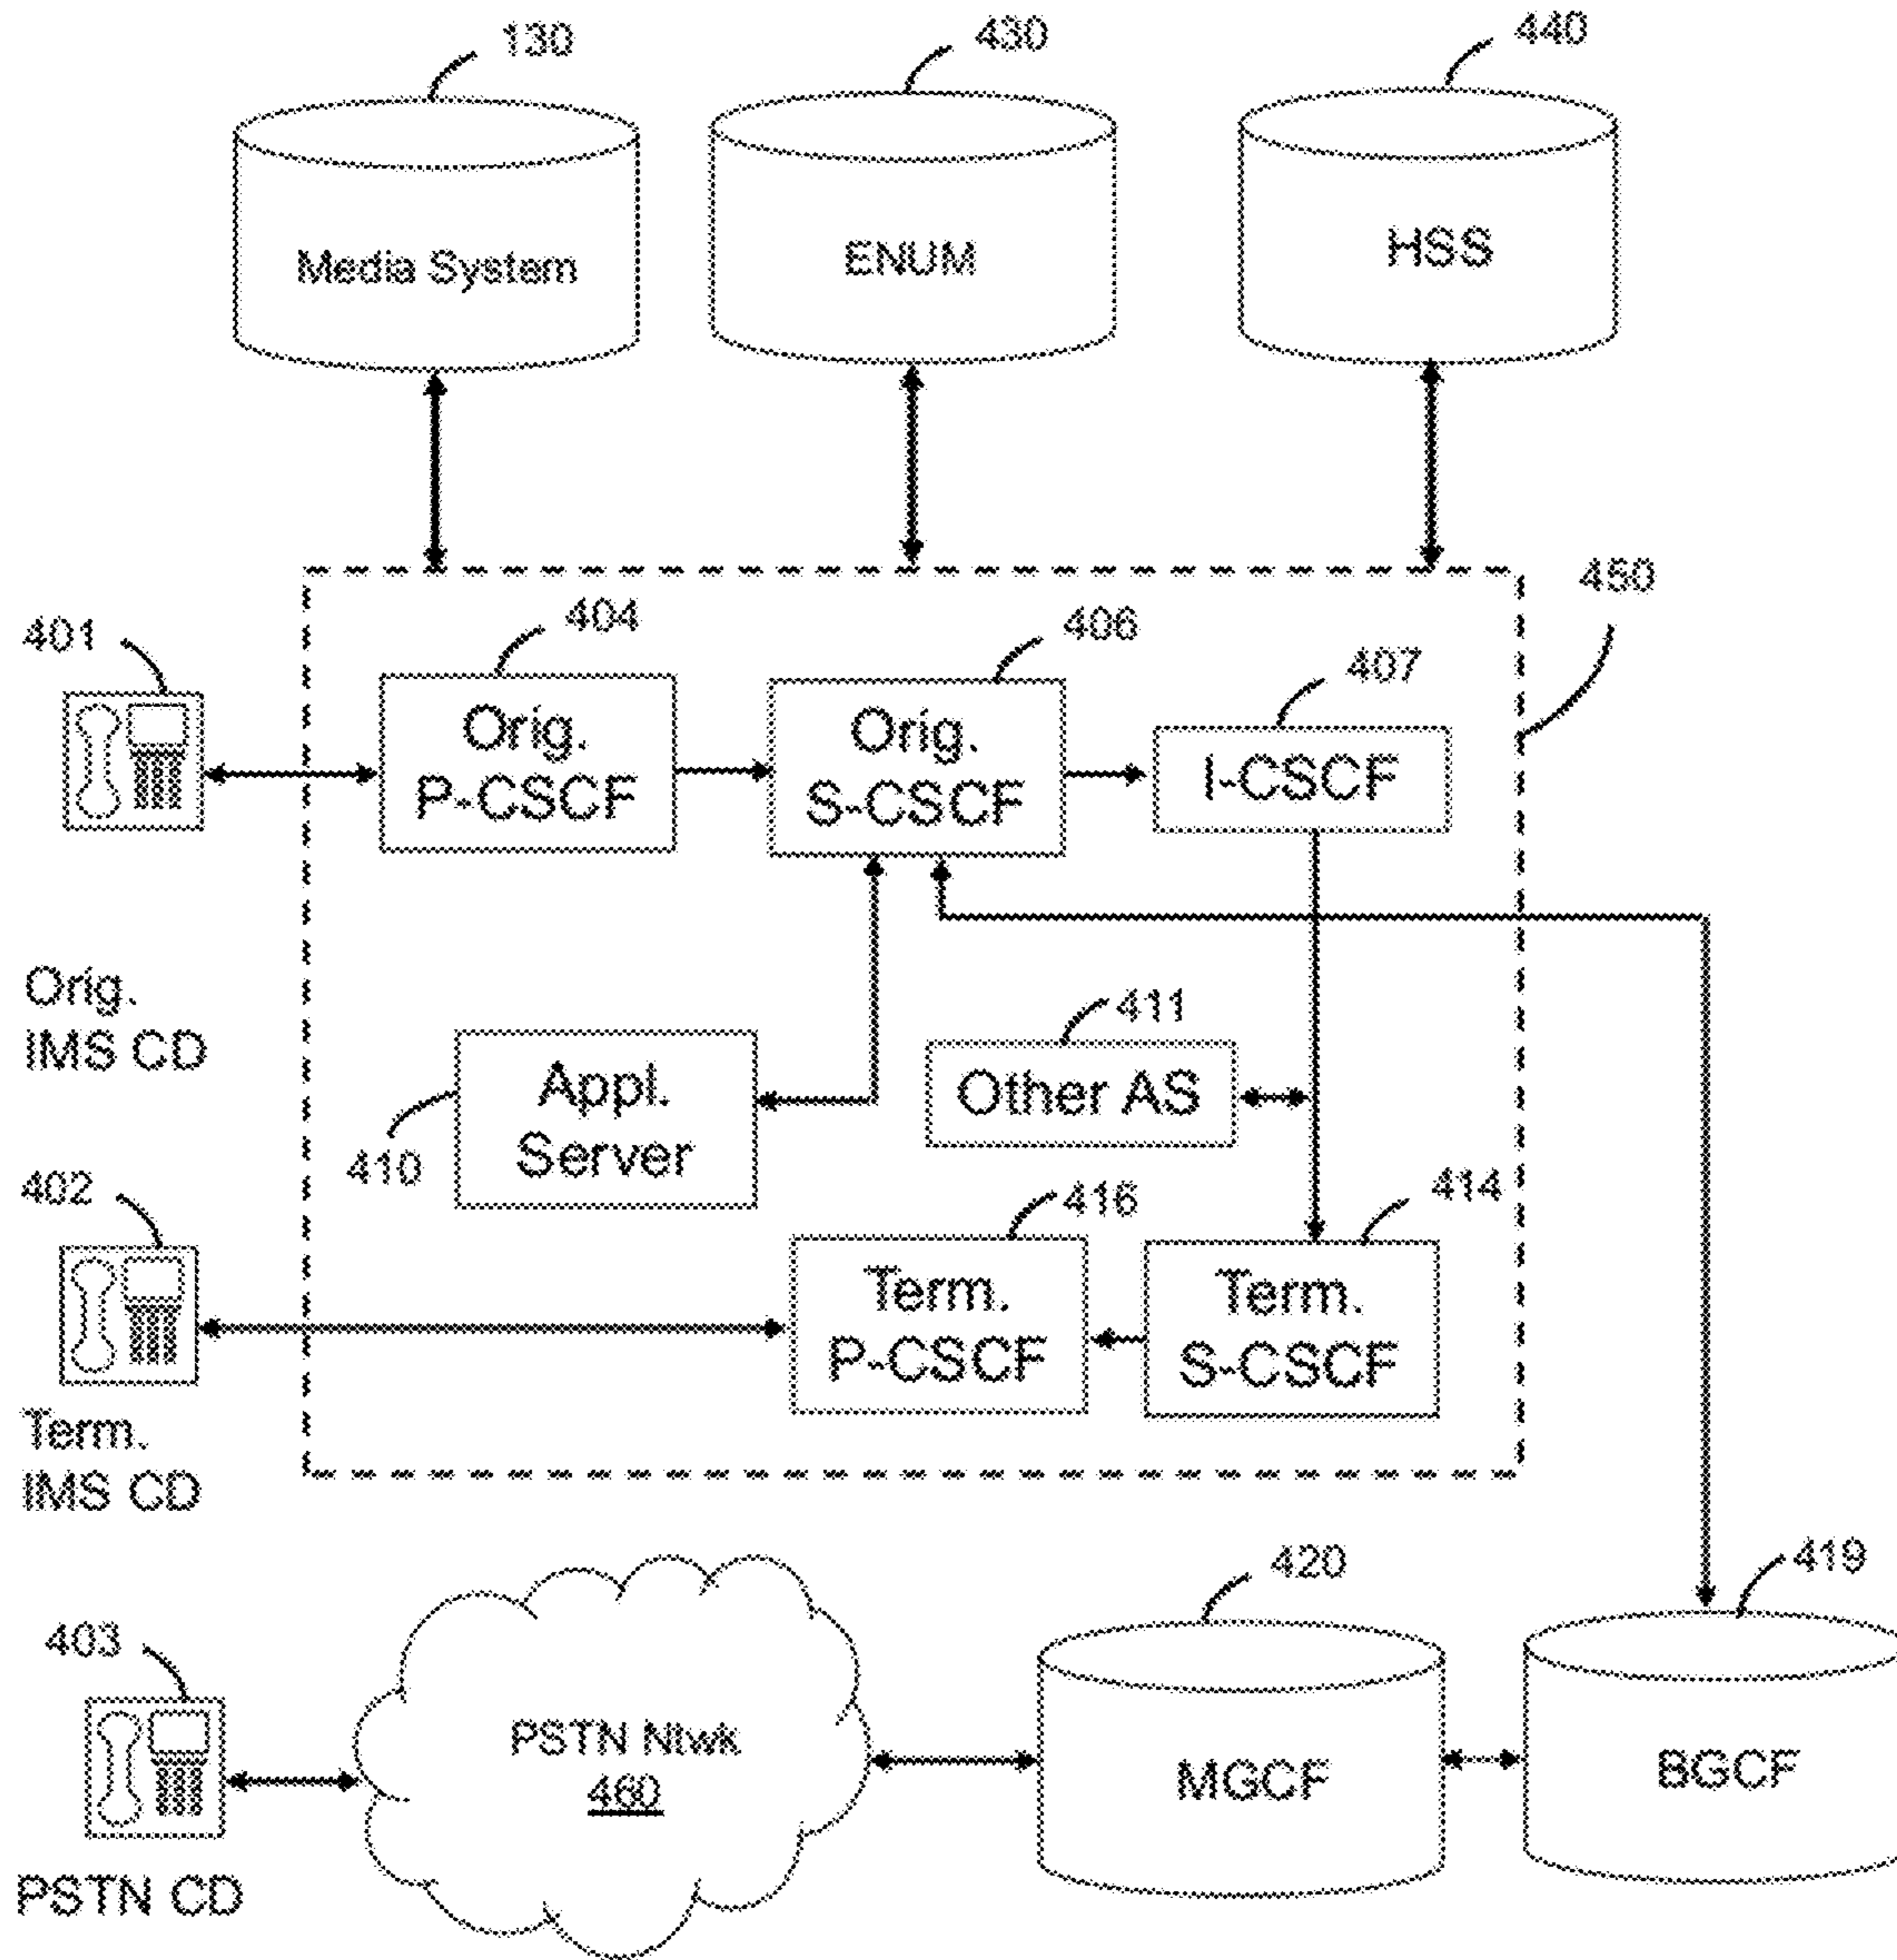 130
430
440
Media System
ENUM
HSS
450
401
404
406
407
Orig.
P-CSCF
Orig.
S-CSCF
I-CSCF
Orig.
IMS CD
411
Appl.
Server
Other AS
410
402
416
414
Term.
P-CSCF
Term.
S-CSCF
Term.
IMS CD
420
419
403
PSTN Ntwk
460
MGCF
BGCF
PSTN CD